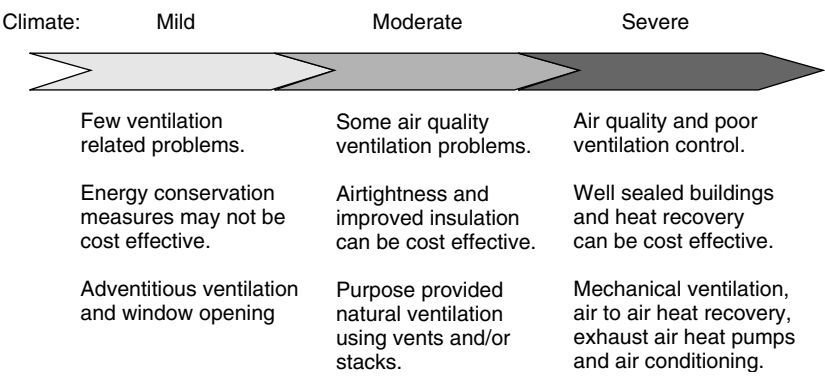 Climate: Mild Moderate Severe
Few ventilation
related problems.
Energy conservation
measures may not be
cost effective.
Adventitious ventilation
and window opening
Some air quality
ventilation problems.
Airtightness and
improved insulation
can be cost effective.
Purpose provided
natural ventilation
using vents and/or
stacks.
Air quality and poor
ventilation control.
Well sealed buildings
and heat recovery
can be cost effective.
Mechanical ventilation,
air to air heat recovery,
exhaust air heat pumps
and air conditioning.